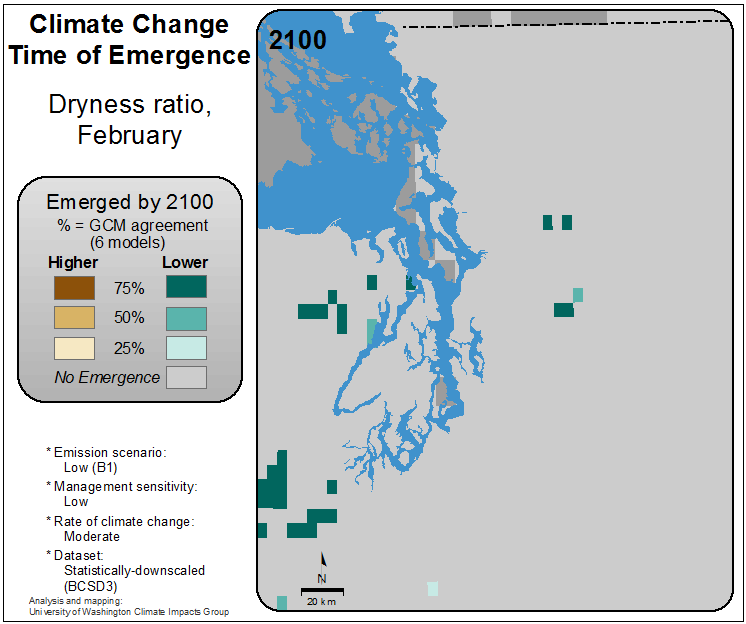 Climate Change
Time of Emergence
Dryness ratio,
February
Emerged by 2100
% = GCM agreement
(6 models)
Higher Lower
75%
50%
25%
No Emergence
* Emission scenario:
Low (B1)
* Management sensitivity:
Low
* Rate of climate change:
Moderate
* Dataset:
Statistically-downscaled
(BCSD3)
Analysis and mapping:
University of Washington Climate Impacts Group
2100
N
20 km